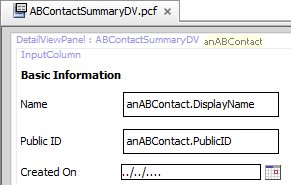 ABContactSummaryDV.pcf
DetailViewPanel : ABContactSummaryDV anABContact
InputColumn
Basic Information
Name anABContact.DisplayName
Public ID anABContact.PublicID
Created On ../../....